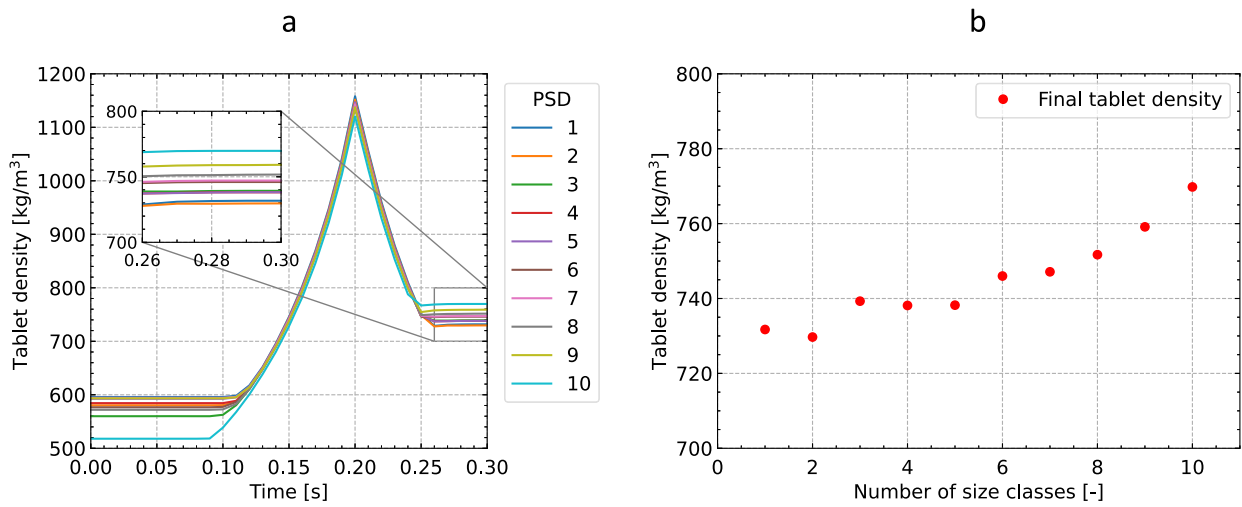 a
b
1200
1100
1000
900
800
700
600
500
Tablet density [kg/m³]
800
750
700
0.26 0.28 0.30
0.00 0.05 0.10 0.15 0.20 0.25 0.30
Time [s]
PSD
1
2
3
4
5
6
7
8
9
10
800
780
760
740
720
700
Tablet density [kg/m³]
Final tablet density
0 2 4 6 8 10
Number of size classes [-]